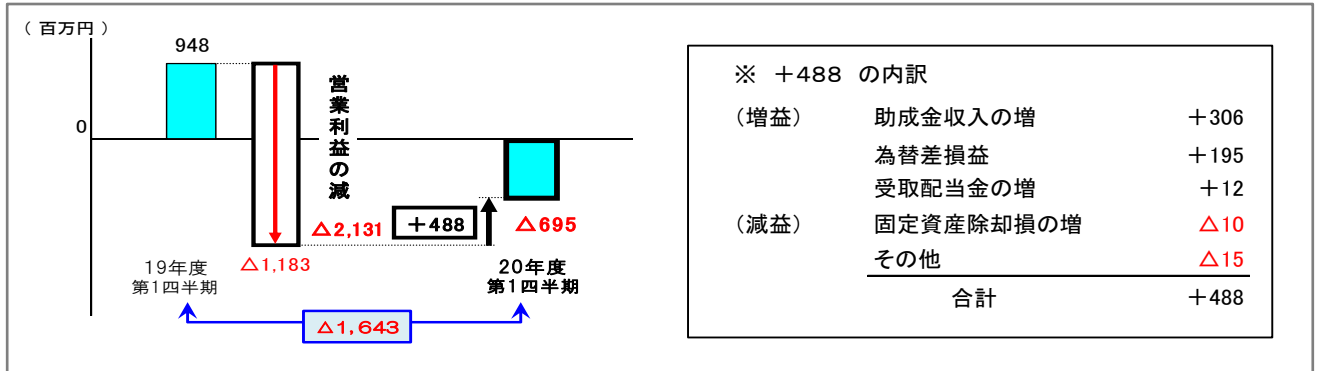 （百万円）
948
0
営業利益の減
△2,131
＋488
△695
△1,183
19年度
第1四半期
20年度
第1四半期
△1,643
※ ＋488 の内訳
（増益） 助成金収入の増 ＋306
為替差損益 ＋195
受取配当金の増 ＋12
（減益） 固定資産除却損の増 △10
その他 △15
合計 ＋488